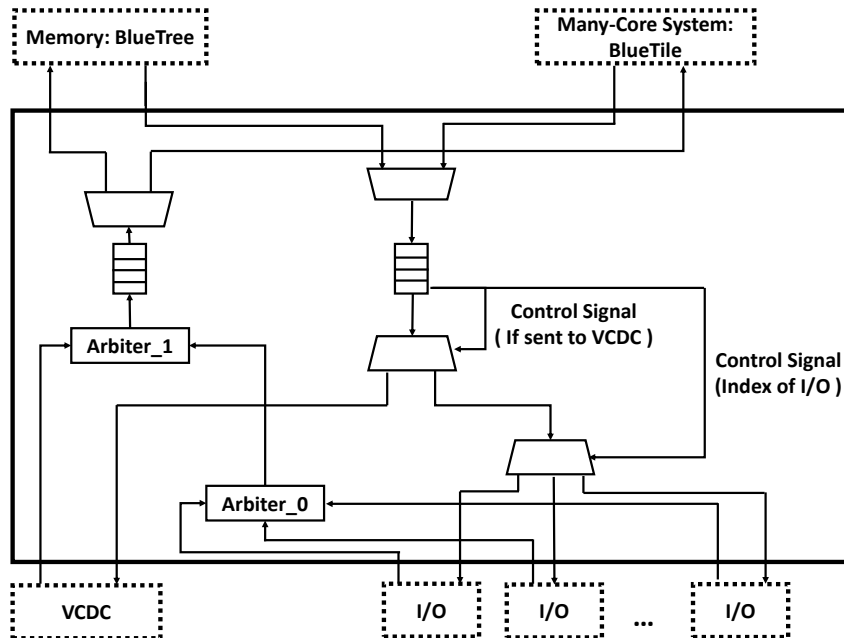 Memory: BlueTree
Many-Core System:
BlueTile
Control Signal
( If sent to VCDC )
Control Signal
(Index of I/O )
Arbiter_1
Arbiter_0
VCDC
I/O
I/O
...
I/O